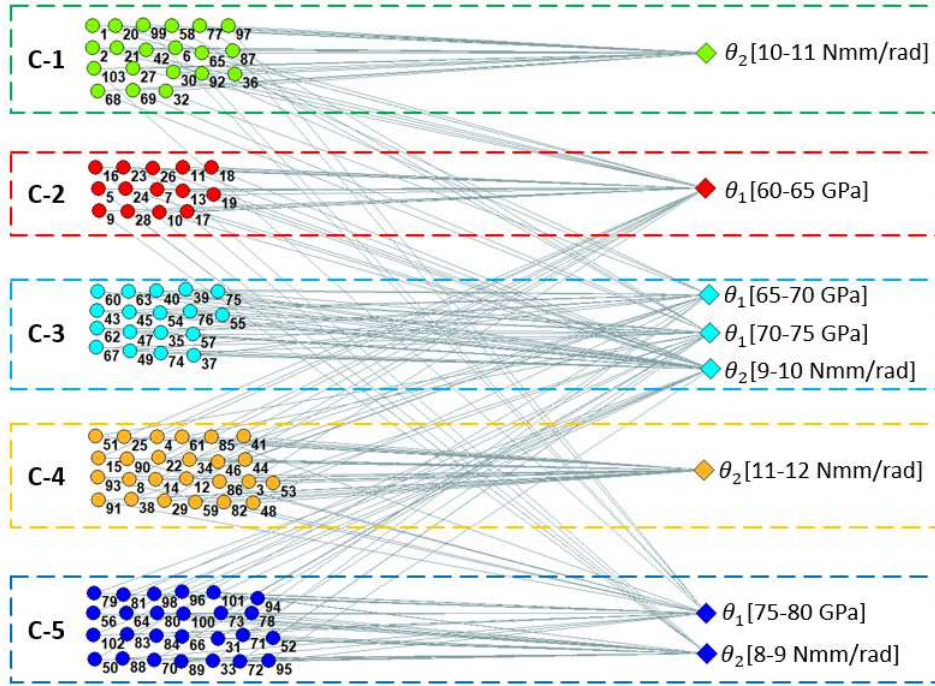 1 20 99 58 77 97
2 21 42 6 65 87
C-1
θ₂[10-11 Nmm/rad]
103 27 30 92 36
68 69 32
16 23 26 11 18
C-2
5 24 7 13 19
θ₁[60-65 GPa]
9 28 10 17
60 63 40 39 75
θ₁[65-70 GPa]
43 45 54 76 55
C-3
θ₁[70-75 GPa]
62 47 35 57
67 49 74 37
θ₂[9-10 Nmm/rad]
51 25 4 61 85 41
15 90 22 34 46 44
C-4
θ₂[11-12 Nmm/rad]
93 8 14 12 86 3 53
91 38 29 59 82 48
79 81 98 96 101 94
56 64 80 100 73 78
θ₁[75-80 GPa]
C-5
102 83 84 66 31 71 52
θ₂[8-9 Nmm/rad]
50 88 70 89 33 72 95